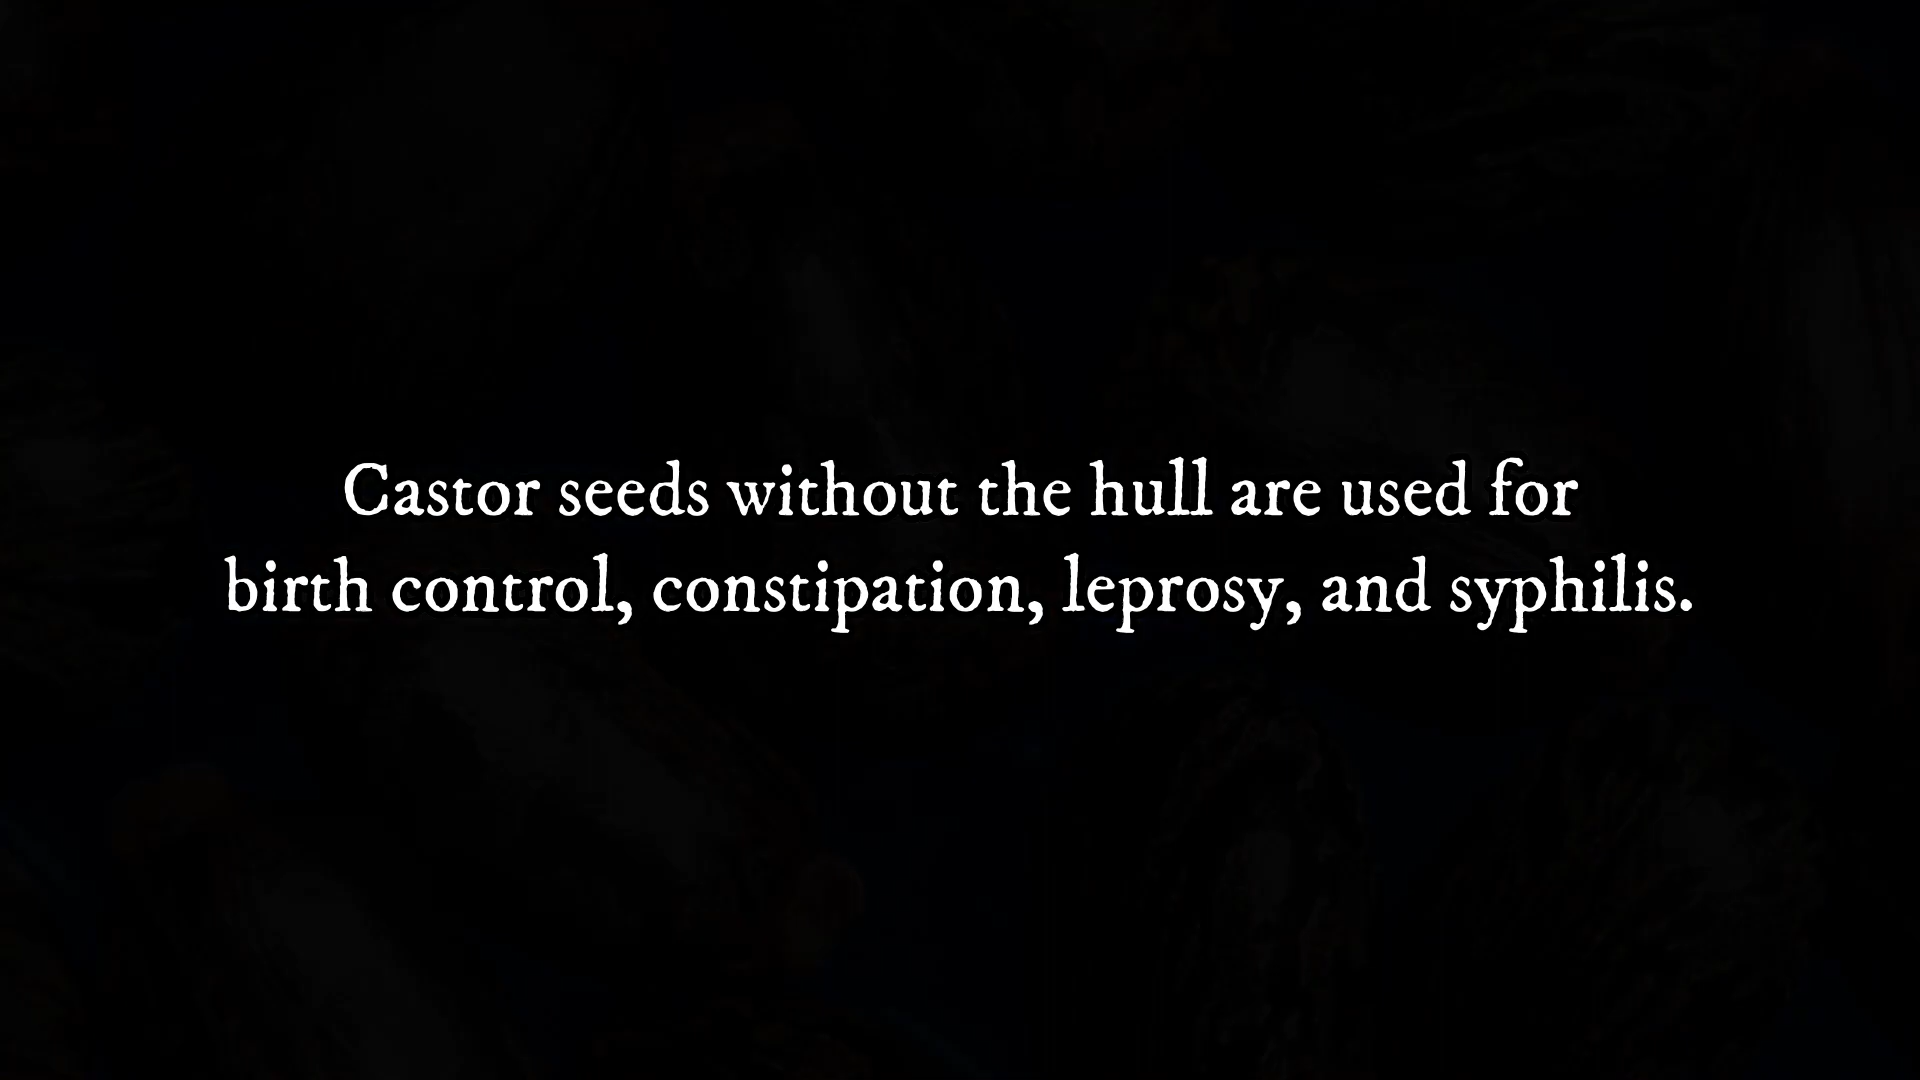 Castor seeds without the hull are used for
birth control, constipation, leprosy, and syphilis.